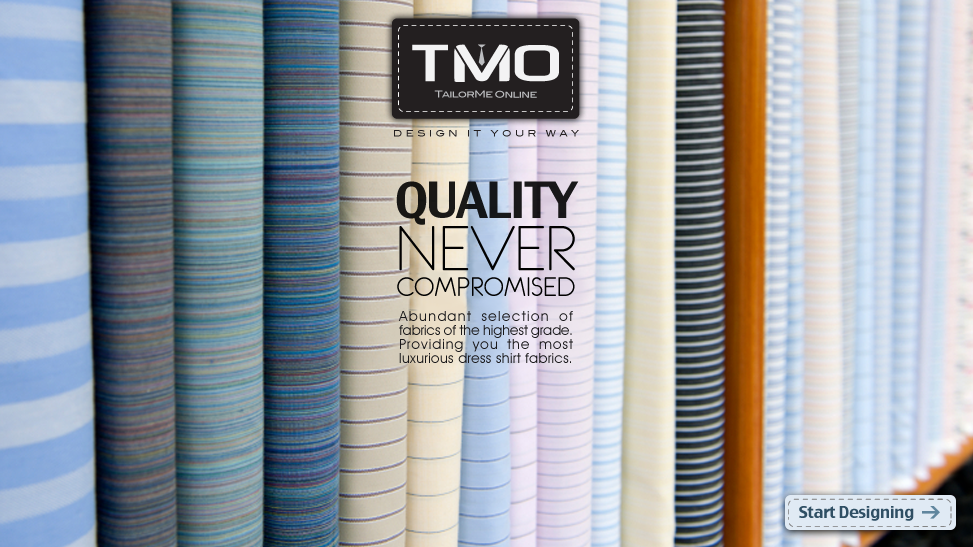 TMO
TAILORME ONLINE
DESIGN IT YOUR WAY
QUALITY
NEVER
COMPROMISED
Abundant selection of
fabrics of the highest grade.
Providing you the most
luxurious dress shirt fabrics.
Start Designing